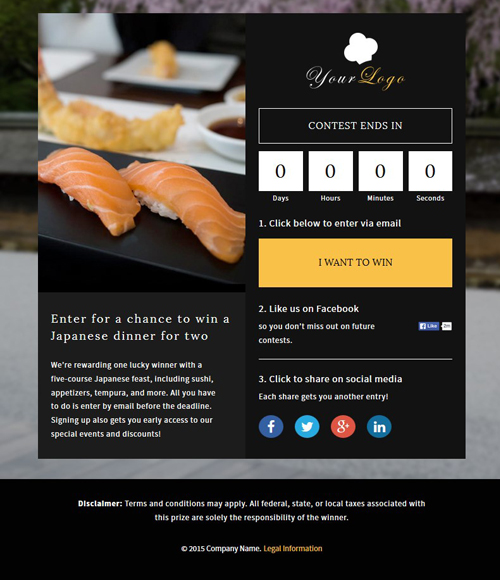 Your Logo
CONTEST ENDS IN
0 0 0 0
Days Hours Minutes Seconds
1. Click below to enter via email
I WANT TO WIN
2. Like us on Facebook
so you don't miss out on future
contests.
Like
3. Click to share on social media
Each share gets you another entry!
f g+ in
Enter for a chance to win a
Japanese dinner for two
We're rewarding one lucky winner with a
five-course Japanese feast, including sushi,
appetizers, tempura, and more. All you have
to do is enter by email before the deadline.
Signing up also gets you early access to our
special events and discounts!
Disclaimer: Terms and conditions may apply. All federal, state, or local taxes associated with
this prize are solely the responsibility of the winner.
© 2015 Company Name. Legal Information